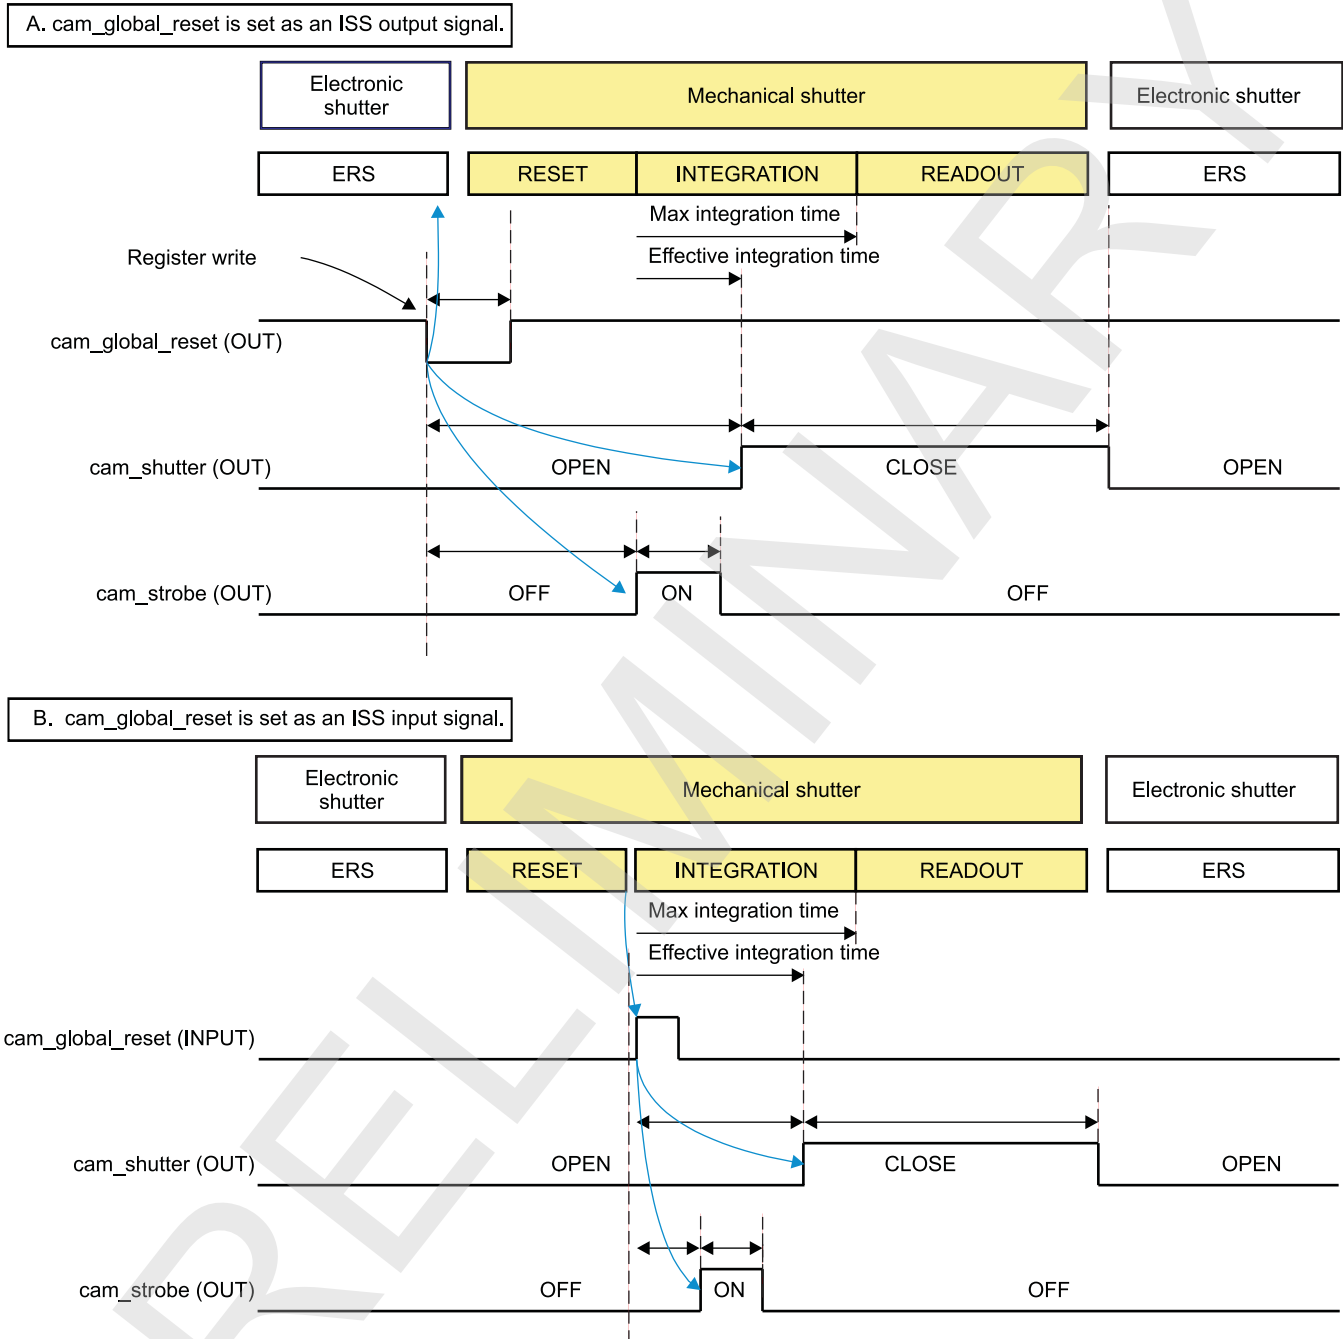 A. cam_global_reset is set as an ISS output signal.
Electronic
shutter
Mechanical shutter
Electronic shutter
ERS
RESET
INTEGRATION
READOUT
ERS
Max integration time
Effective integration time
Register write
cam_global_reset (OUT)
cam_shutter (OUT)
OPEN
CLOSE
OPEN
cam_strobe (OUT)
OFF
ON
OFF
B. cam_global_reset is set as an ISS input signal.
Electronic
shutter
Mechanical shutter
Electronic shutter
ERS
RESET
INTEGRATION
READOUT
ERS
Max integration time
Effective integration time
cam_global_reset (INPUT)
cam_shutter (OUT)
OPEN
CLOSE
OPEN
cam_strobe (OUT)
OFF
ON
OFF
RELIMINARY